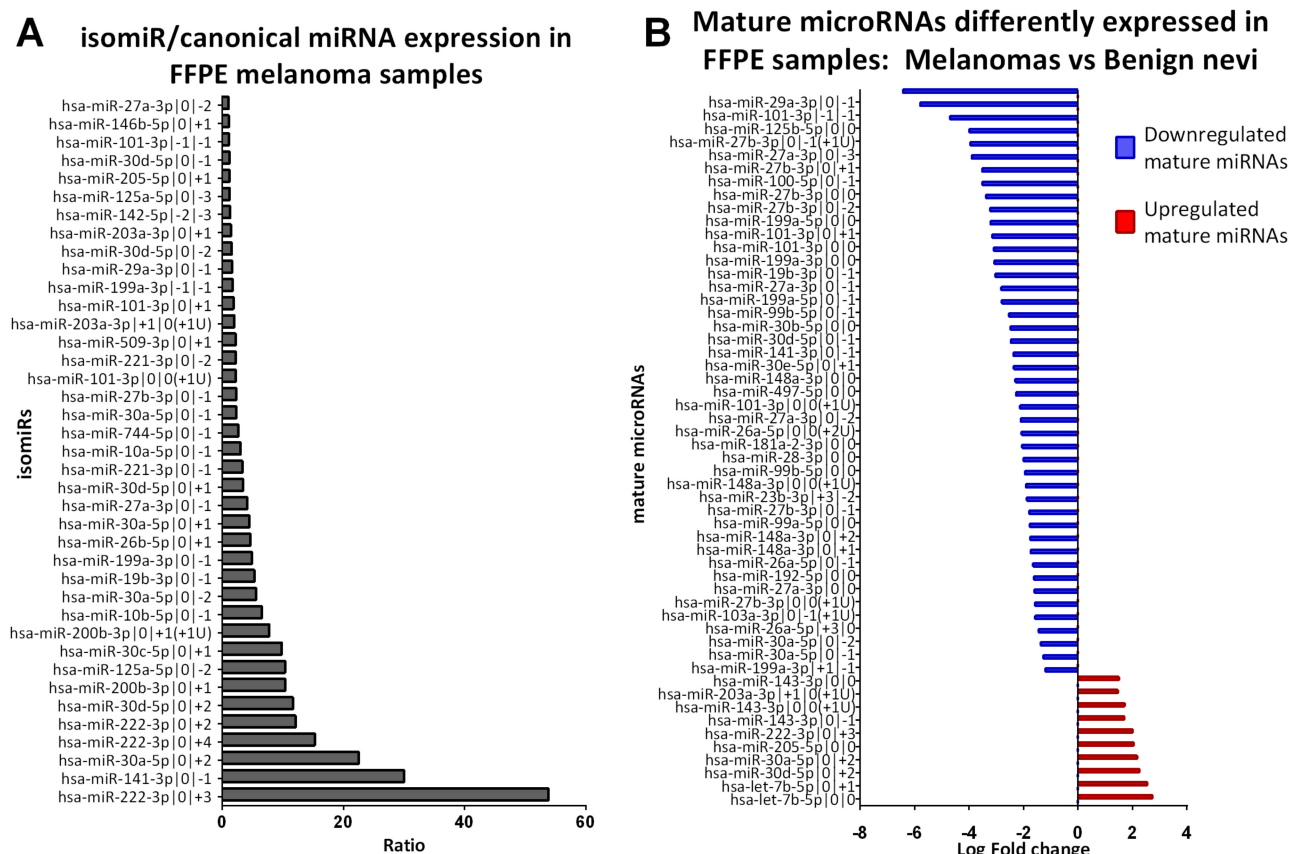 A
isomiR/canonical miRNA expression in
FFPE melanoma samples
isomiRs
hsa-miR-27a-3p|0|-2
hsa-miR-146b-5p|0|+1
hsa-miR-101-3p|-1|-1
hsa-miR-30d-5p|0|-1
hsa-miR-205-5p|0|+1
hsa-miR-125a-5p|0|-3
hsa-miR-142-5p|-2|-3
hsa-miR-203a-3p|0|+1
hsa-miR-30d-5p|0|-2
hsa-miR-29a-3p|0|-1
hsa-miR-199a-3p|-1|-1
hsa-miR-101-3p|0|+1
hsa-miR-203a-3p|+1|0(+1U)
hsa-miR-509-3p|0|+1
hsa-miR-221-3p|0|-2
hsa-miR-101-3p|0|0(+1U)
hsa-miR-27b-3p|0|-1
hsa-miR-30a-5p|0|-1
hsa-miR-744-5p|0|-1
hsa-miR-10a-5p|0|-1
hsa-miR-221-3p|0|-1
hsa-miR-30d-5p|0|+1
hsa-miR-27a-3p|0|-1
hsa-miR-30a-5p|0|+1
hsa-miR-26b-5p|0|+1
hsa-miR-199a-3p|0|-1
hsa-miR-19b-3p|0|-1
hsa-miR-30a-5p|0|-2
hsa-miR-10b-5p|0|-1
hsa-miR-200b-3p|0|+1(+1U)
hsa-miR-30c-5p|0|+1
hsa-miR-125a-5p|0|-2
hsa-miR-200b-3p|0|+1
hsa-miR-30d-5p|0|+2
hsa-miR-222-3p|0|+2
hsa-miR-222-3p|0|+4
hsa-miR-30a-5p|0|+2
hsa-miR-141-3p|0|-1
hsa-miR-222-3p|0|+3
0 20 40 60
Ratio
B
Mature microRNAs differently expressed in
FFPE samples: Melanomas vs Benign nevi
mature microRNAs
hsa-miR-29a-3p|0|-1
hsa-miR-101-3p|-1|-1
hsa-miR-125b-5p|0|0
hsa-miR-27b-3p|0|-1(+1U)
hsa-miR-27a-3p|0|-3
hsa-miR-27b-3p|0|+1
hsa-miR-100-5p|0|-1
hsa-miR-27b-3p|0|0
hsa-miR-27b-3p|0|-2
hsa-miR-199a-5p|0|0
hsa-miR-101-3p|0|+1
hsa-miR-101-3p|0|0
hsa-miR-199a-3p|0|0
hsa-miR-19b-3p|0|-1
hsa-miR-27a-3p|0|-1
hsa-miR-199a-5p|0|-1
hsa-miR-99b-5p|0|-1
hsa-miR-30b-5p|0|0
hsa-miR-30d-5p|0|-1
hsa-miR-141-3p|0|-1
hsa-miR-30e-5p|0|+1
hsa-miR-148a-3p|0|0
hsa-miR-497-5p|0|0
hsa-miR-101-3p|0|0(+1U)
hsa-miR-27a-3p|0|-2
hsa-miR-26a-5p|0|0(+2U)
hsa-miR-181a-2-3p|0|0
hsa-miR-28-3p|0|0
hsa-miR-99b-5p|0|0
hsa-miR-148a-3p|0|0(+1U)
hsa-miR-23b-3p|+3|-2
hsa-miR-27b-3p|0|-1
hsa-miR-99a-5p|0|0
hsa-miR-148a-3p|0|+2
hsa-miR-148a-3p|0|+1
hsa-miR-26a-5p|0|-1
hsa-miR-192-5p|0|0
hsa-miR-27a-3p|0|0
hsa-miR-27b-3p|0|0(+1U)
hsa-miR-103a-3p|0|-1(+1U)
hsa-miR-26a-5p|+3|0
hsa-miR-30a-5p|0|-2
hsa-miR-30a-5p|0|-1
hsa-miR-199a-3p|+1|-1
hsa-miR-143-3p|0|0
hsa-miR-203a-3p|+1|0(+1U)
hsa-miR-143-3p|0|0(+1U)
hsa-miR-143-3p|0|-1
hsa-miR-222-3p|0|+3
hsa-miR-205-5p|0|0
hsa-miR-30a-5p|0|+2
hsa-miR-30d-5p|0|+2
hsa-let-7b-5p|0|+1
hsa-let-7b-5p|0|0
-8 -6 -4 -2 0 2 4
Log Fold change
Downregulated
mature miRNAs
Upregulated
mature miRNAs